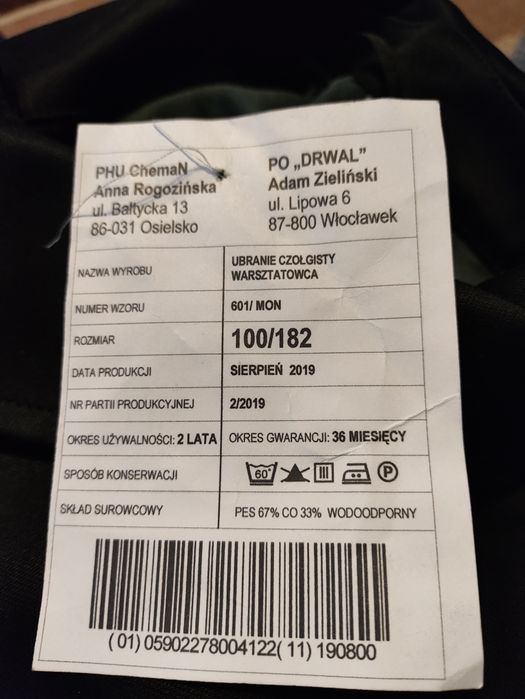 PHU ChemaN
Anna Rogozińska
ul. Bałtycka 13
86-031 Osielsko
PO „DRWAL”
Adam Zieliński
ul. Lipowa 6
87-800 Włocławek
NAZWA WYROBU
UBRANIE CZOŁGISTY
WARSZTATOWCA
NUMER WZORU
601/ MON
ROZMIAR
100/182
DATA PRODUKCJI
SIERPIEŃ 2019
NR PARTII PRODUKCYJNEJ
2/2019
OKRES UŻYWALNOŚCI: 2 LATA
OKRES GWARANCJI: 36 MIESIĘCY
SPOSÓB KONSERWACJI
60°
P
SKŁAD SUROWCOWY
PES 67% CO 33% WODOODPORNY
( 01) 05902278004122( 11) 190800